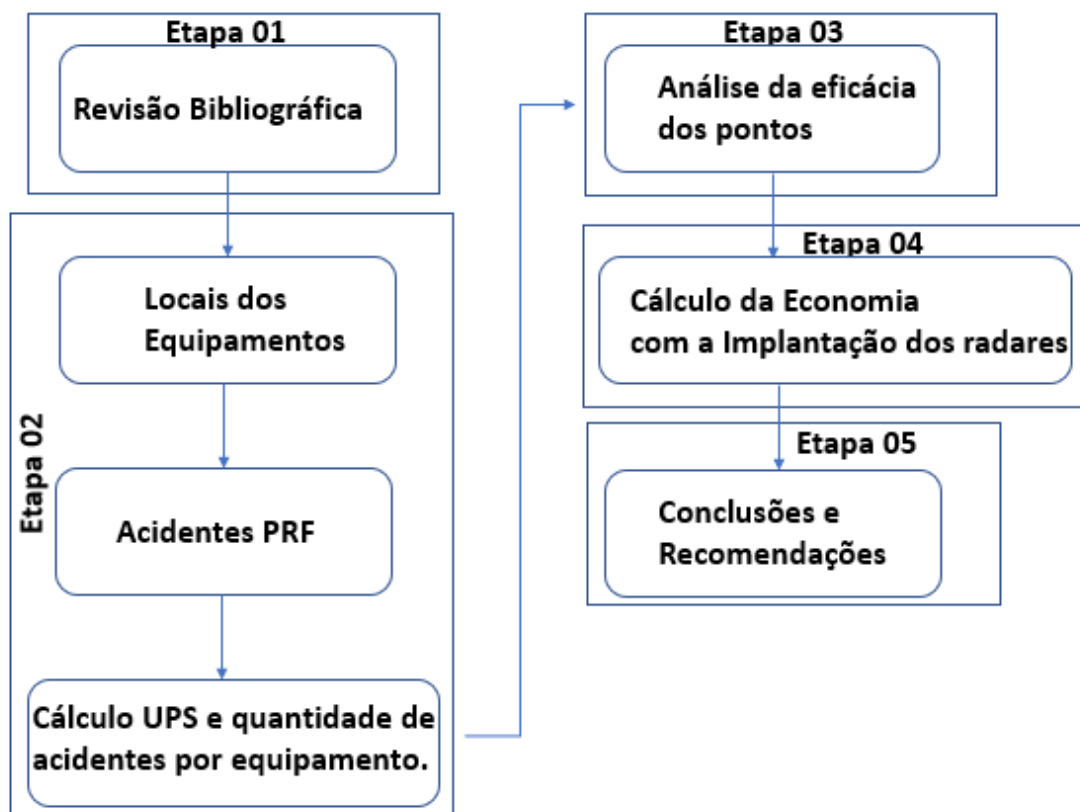 Etapa 01
Revisão Bibliográfica
Etapa 02
Locais dos
Equipamentos
Acidentes PRF
Cálculo UPS e quantidade de
acidentes por equipamento.
Etapa 03
Análise da eficácia
dos pontos
Etapa 04
Cálculo da Economia
com a Implantação dos radares
Etapa 05
Conclusões e
Recomendações